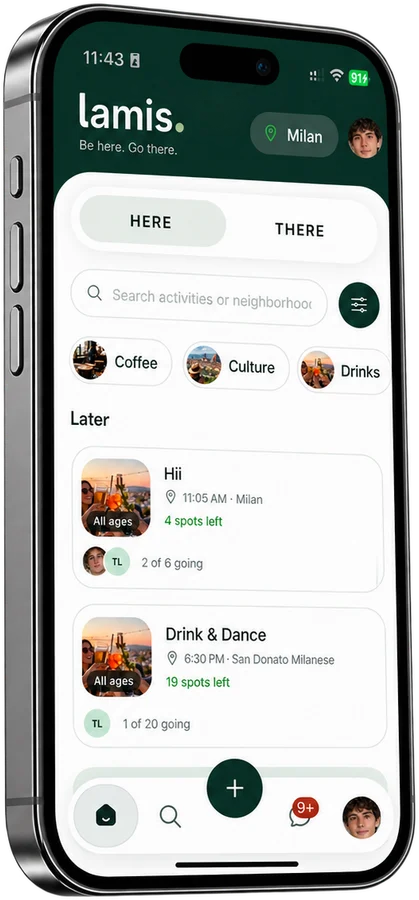 11:43
91
lamis.
Be here. Go there.
Milan
HERE
THERE
Search activities or neighborhood
Coffee
Culture
Drinks
Later
Hii
11:05 AM · Milan
4 spots left
All ages
TL
2 of 6 going
Drink & Dance
6:30 PM · San Donato Milanese
19 spots left
All ages
TL
1 of 20 going
+
9+